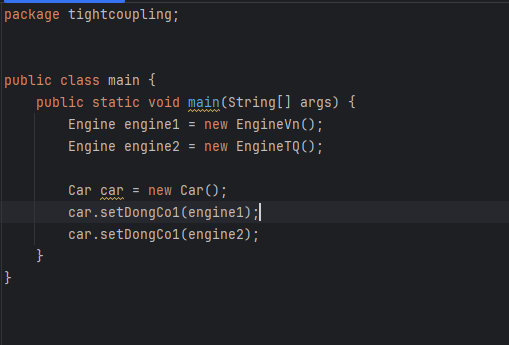 package tightcoupling;
public class main {
public static void main(String[] args) {
Engine engine1 = new EngineVn();
Engine engine2 = new EngineTQ();
Car car = new Car();
car.setDongCo1(engine1);
car.setDongCo1(engine2);
}
}